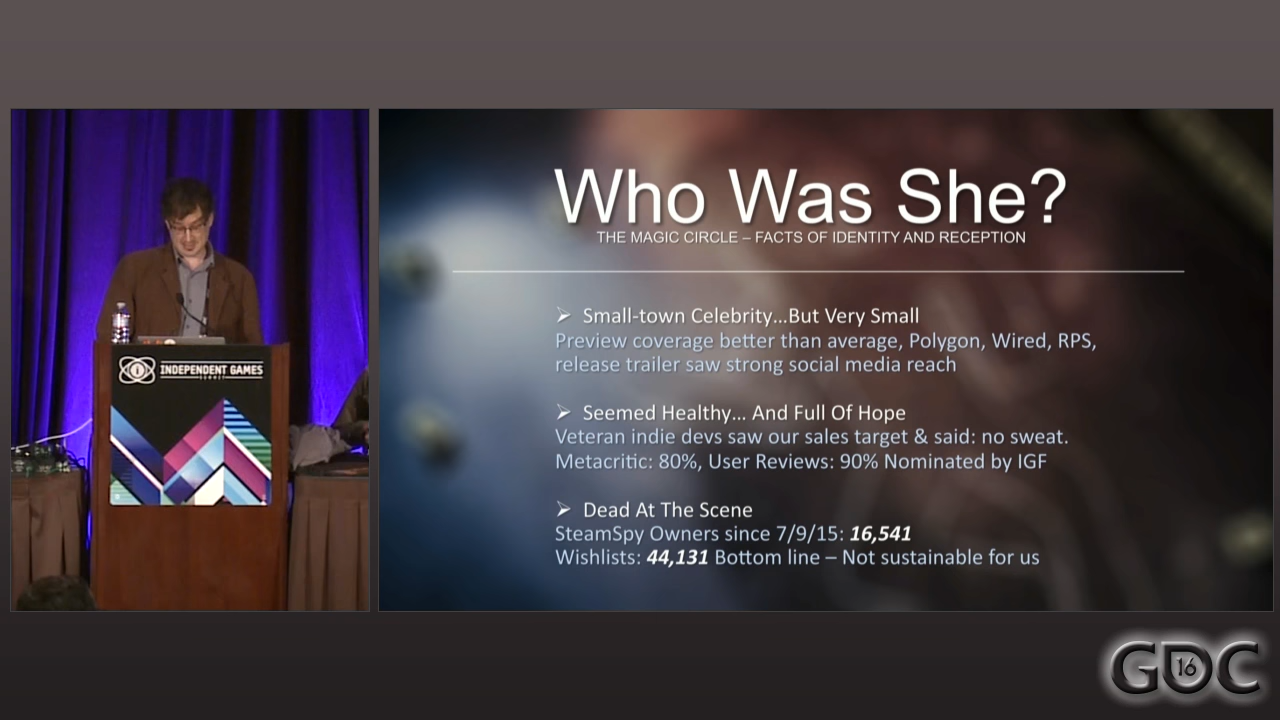 Who Was She?
THE MAGIC CIRCLE – FACTS OF IDENTITY AND RECEPTION
➢ Small-town Celebrity...But Very Small
Preview coverage better than average, Polygon, Wired, RPS,
release trailer saw strong social media reach
➢ Seemed Healthy... And Full Of Hope
Veteran indie devs saw our sales target & said: no sweat.
Metacritic: 80%, User Reviews: 90% Nominated by IGF
➢ Dead At The Scene
SteamSpy Owners since 7/9/15: 16,541
Wishlists: 44,131 Bottom line – Not sustainable for us
INDEPENDENT GAMES
SUMMIT
GDC
16